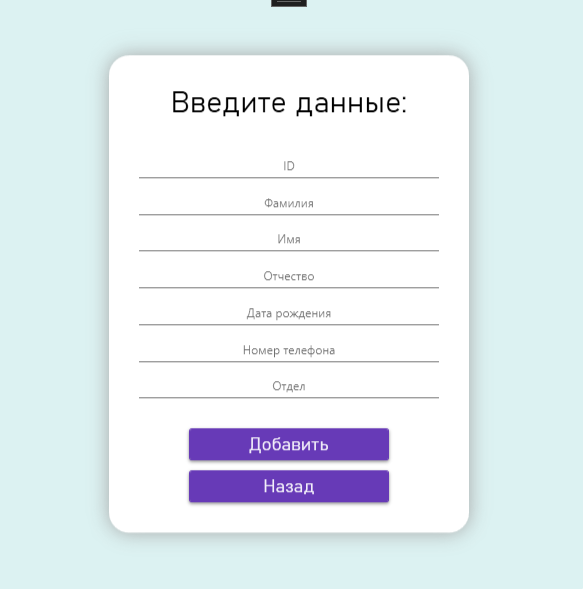 Введите данные:
ID
Фамилия
Имя
Отчество
Дата рождения
Номер телефона
Отдел
Добавить
Назад